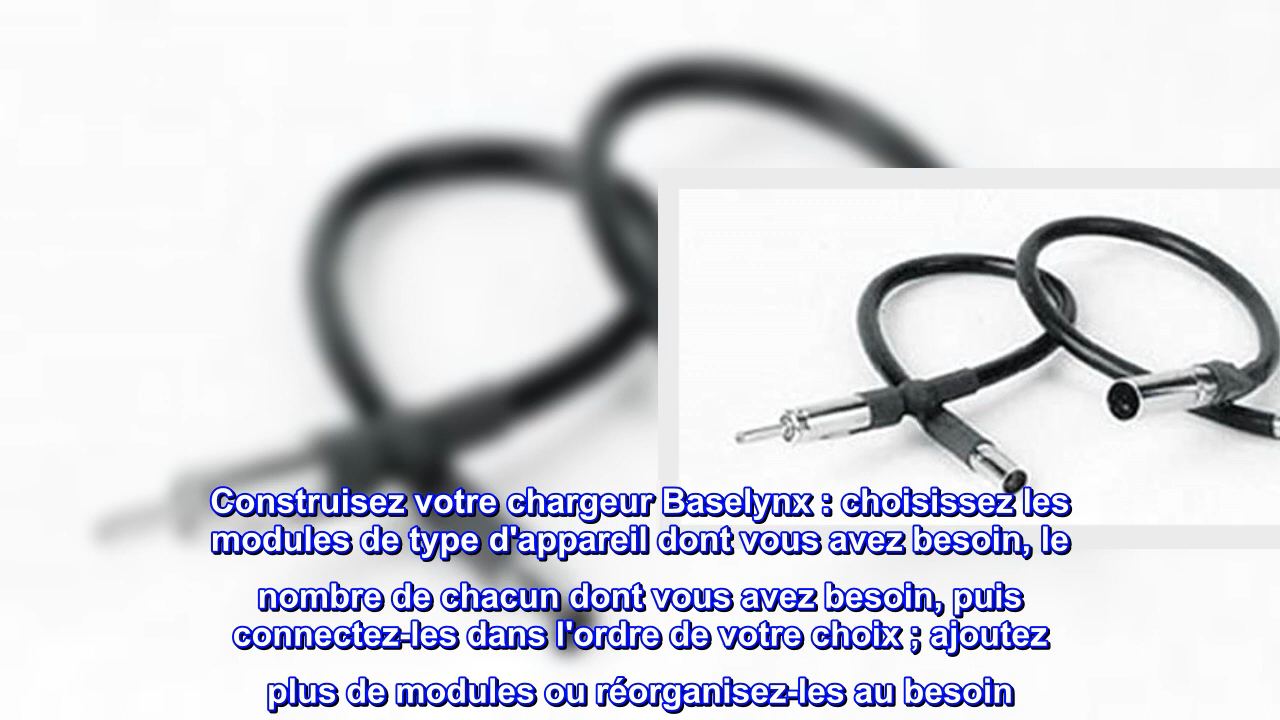 Construisez votre chargeur Baselynx : choisissez les
modules de type d'appareil dont vous avez besoin, le
nombre de chacun dont vous avez besoin, puis
connectez-les dans l'ordre de votre choix ; ajoutez
plus de modules ou réorganisez-les au besoin